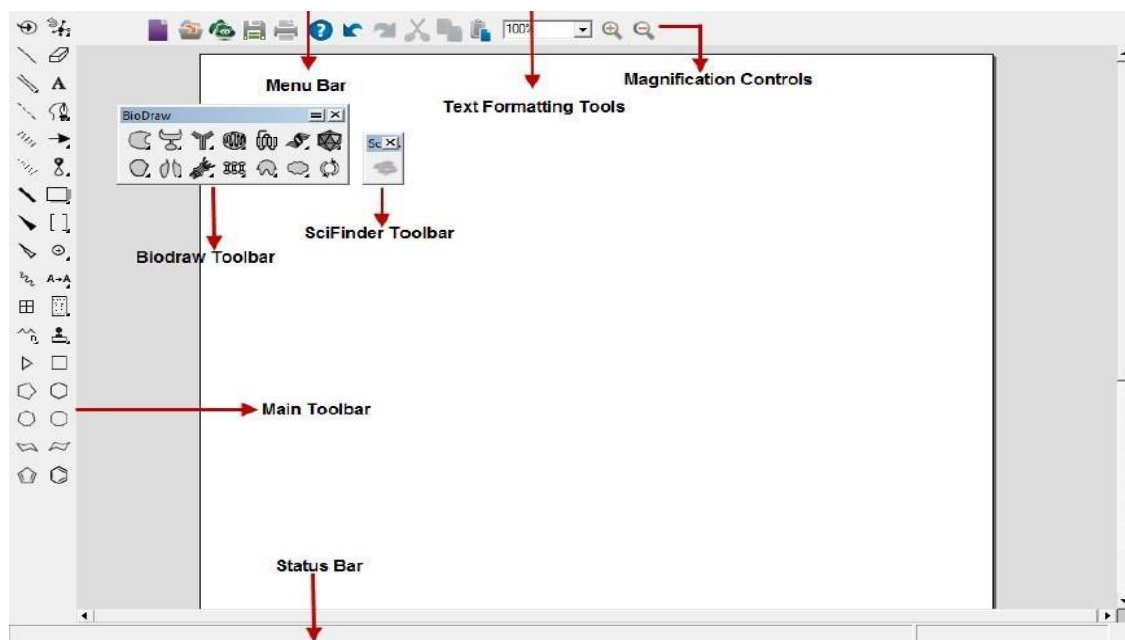 100%
Menu Bar
Magnification Controls
Text Formatting Tools
BioDraw
Sc
SciFinder Toolbar
Biodraw Toolbar
A
A→A
n
Main Toolbar
Status Bar